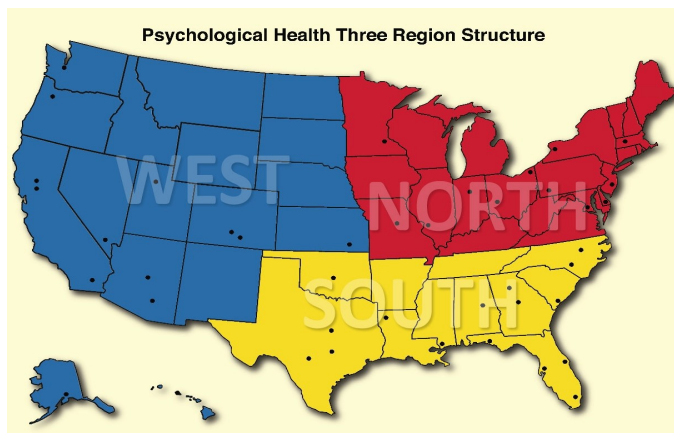 Psychological Health Three Region Structure
WEST
NORTH
SOUTH